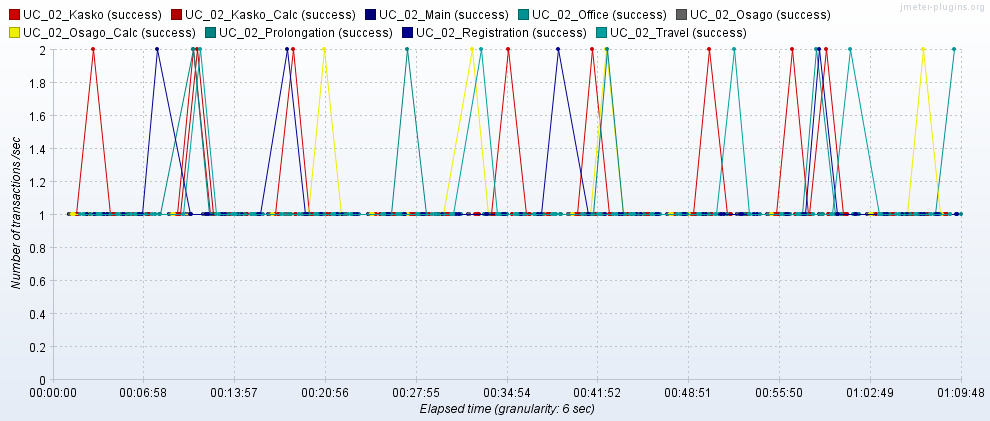 jmeter-plugins.org
UC_02_Kasko (success) UC_02_Kasko_Calc (success) UC_02_Main (success) UC_02_Office (success) UC_02_Osago (success)
UC_02_Osago_Calc (success) UC_02_Prolongation (success) UC_02_Registration (success) UC_02_Travel (success)
Number of transactions /sec
2
1.8
1.6
1.4
1.2
1
0.8
0.6
0.4
0.2
0
00:00:00 00:06:58 00:13:57 00:20:56 00:27:55 00:34:54 00:41:52 00:48:51 00:55:50 01:02:49 01:09:48
Elapsed time (granularity: 6 sec)